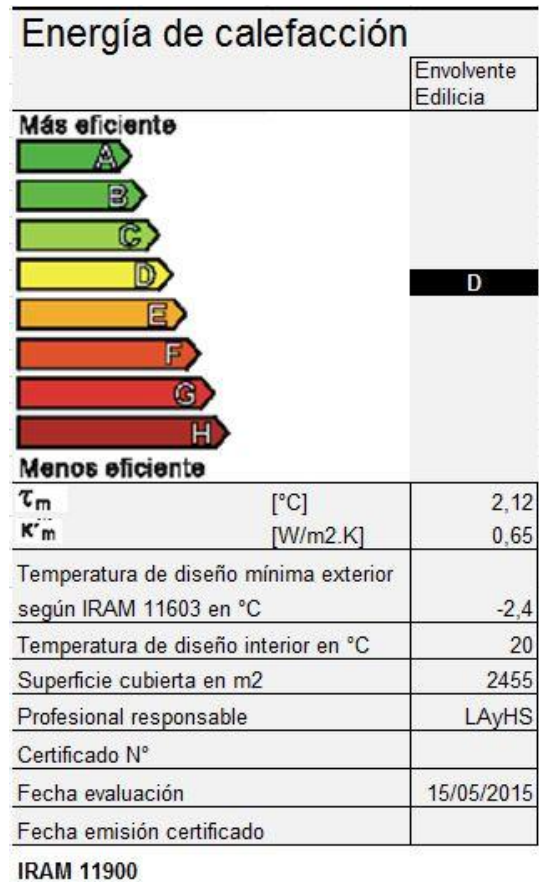 Energía de calefacción
Envolvente
Edilicia
Más eficiente
A
B
C
D
D
E
F
G
H
Menos eficiente
τm [°C] 2,12
K'm [W/m2.K] 0,65
Temperatura de diseño mínima exterior
según IRAM 11603 en °C -2,4
Temperatura de diseño interior en °C 20
Superficie cubierta en m2 2455
Profesional responsable LAyHS
Certificado N°
Fecha evaluación 15/05/2015
Fecha emisión certificado
IRAM 11900